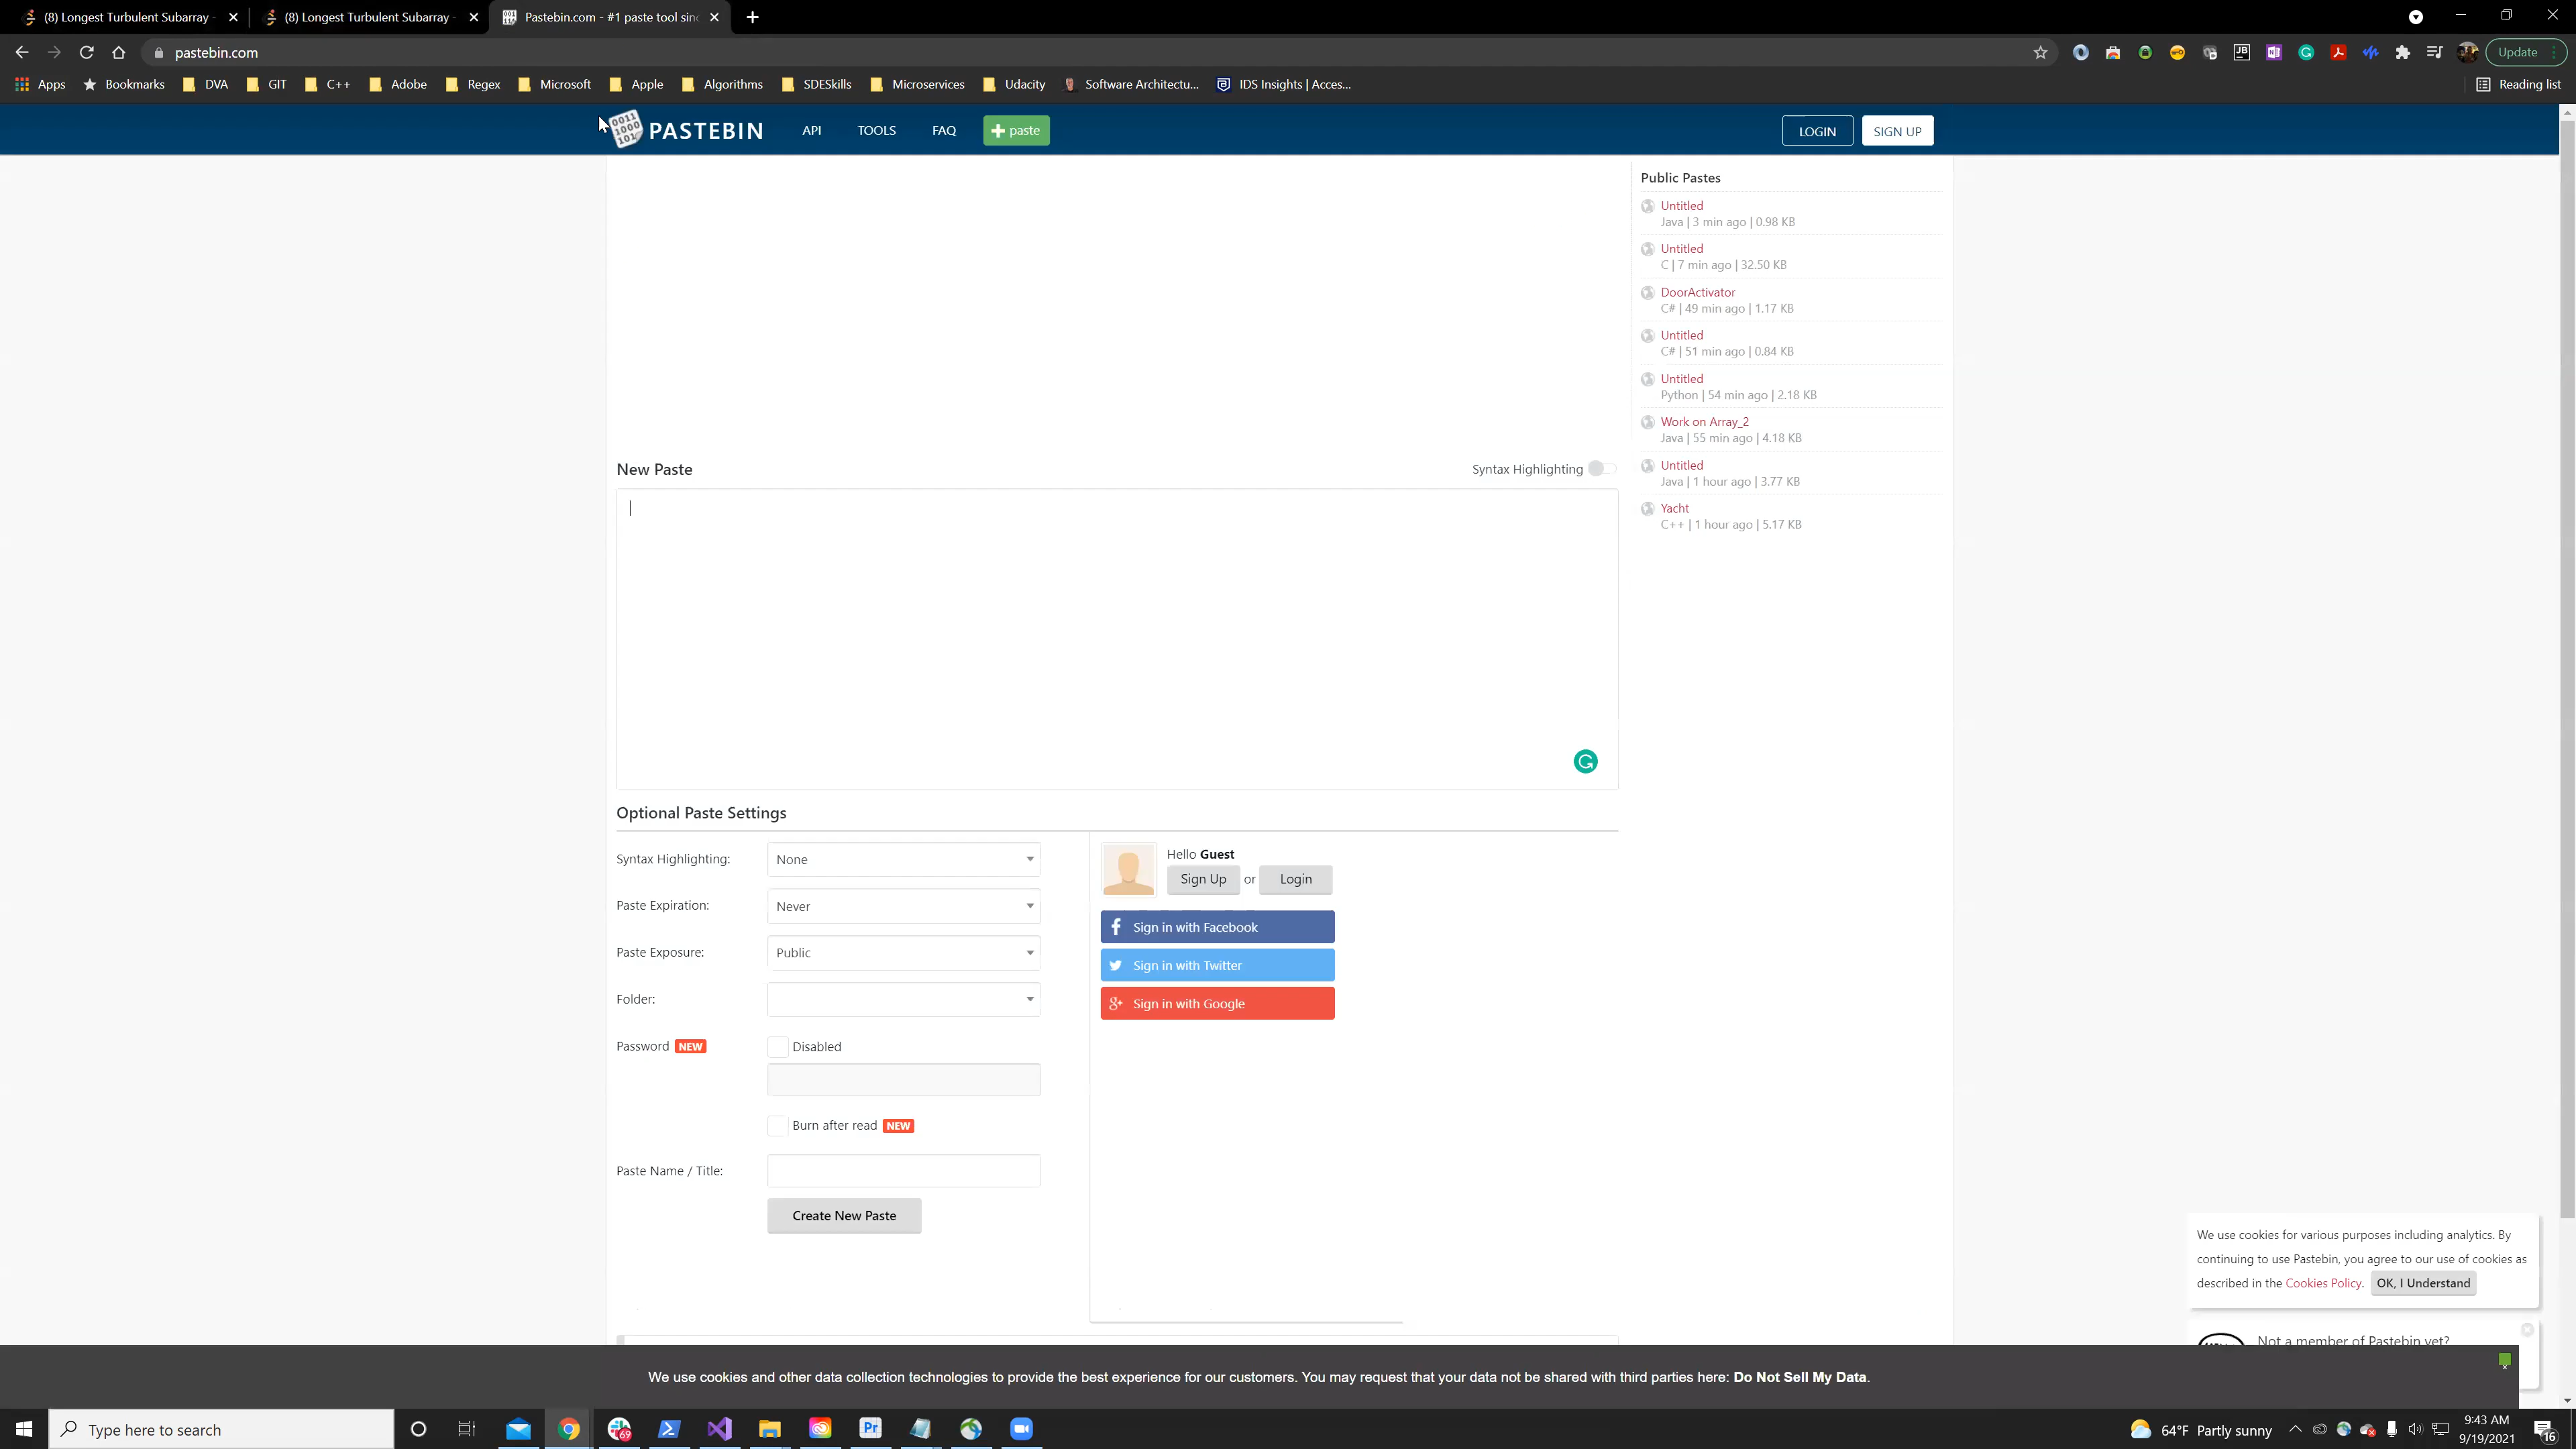 (8) Longest Turbulent Subarray -
(8) Longest Turbulent Subarray -
Pastebin.com - #1 paste tool sinc
pastebin.com
Update
Apps
Bookmarks
DVA
GIT
C++
Adobe
Regex
Microsoft
Apple
Algorithms
SDESkills
Microservices
Udacity
Software Architectu...
IDS Insights | Acces...
Reading list
PASTEBIN
API
TOOLS
FAQ
paste
LOGIN
SIGN UP
Public Pastes
Untitled
Java | 3 min ago | 0.98 KB
Untitled
C | 7 min ago | 32.50 KB
DoorActivator
C# | 49 min ago | 1.17 KB
Untitled
C# | 51 min ago | 0.84 KB
Untitled
Python | 54 min ago | 2.18 KB
Work on Array_2
Java | 55 min ago | 4.18 KB
Untitled
Java | 1 hour ago | 3.77 KB
Yacht
C++ | 1 hour ago | 5.17 KB
New Paste
Syntax Highlighting
Optional Paste Settings
Syntax Highlighting:
None
Paste Expiration:
Never
Paste Exposure:
Public
Folder:
Password NEW
Disabled
Burn after read NEW
Paste Name / Title:
Create New Paste
Hello Guest
Sign Up or Login
Sign in with Facebook
Sign in with Twitter
Sign in with Google
We use cookies for various purposes including analytics. By
continuing to use Pastebin, you agree to our use of cookies as
described in the Cookies Policy. OK, I Understand
Not a member of Pastebin yet?
We use cookies and other data collection technologies to provide the best experience for our customers. You may request that your data not be shared with third parties here: Do Not Sell My Data.
Type here to search
69
Pr
64°F Partly sunny
9:43 AM
9/19/2021
16